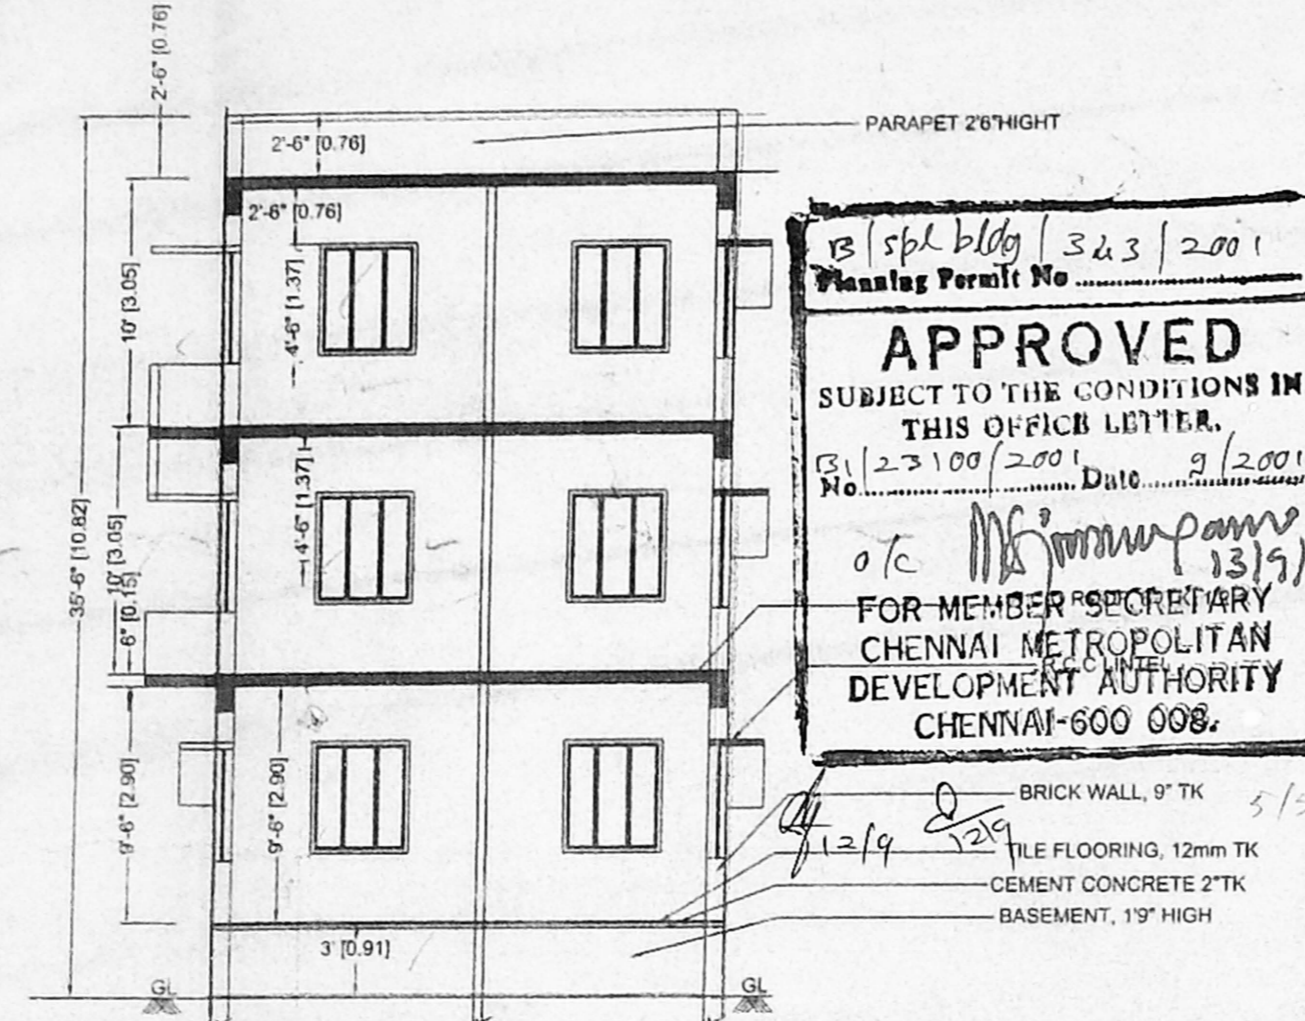 2'-6" [0.76]
PARAPET 2'6"HIGHT
2'-6" [0.76]
2'-6" [0.76]
10' [3.05]
4'-6" [1.37]
B/spl bldg/343/2001
Planning Permit No
APPROVED
SUBJECT TO THE CONDITIONS IN
THIS OFFICE LETTER.
B1/23100/2001 9/2001
No. Date
4'-6" [1.37]
35'-6" [10.82]
10' [3.05]
6" [0.15]
o/c
13/9/
FOR MEMBER SECRETARY
CHENNAI METROPOLITAN
R.C.C LINTEL
DEVELOPMENT AUTHORITY
CHENNAI-600 008.
9'-6" [2.90]
9'-6" [2.90]
BRICK WALL, 9" TK
12/9
12/9
TILE FLOORING, 12mm TK
CEMENT CONCRETE 2"TK
BASEMENT, 1'9" HIGH
3' [0.91]
GL
GL